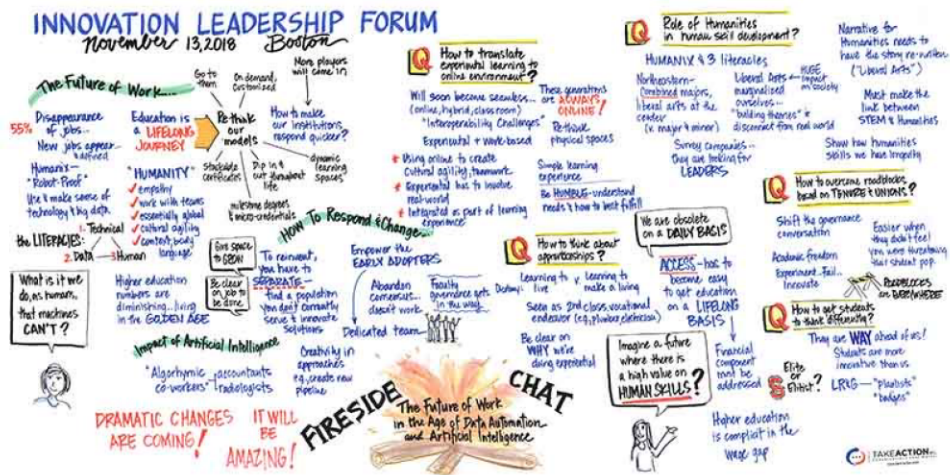 INNOVATION LEADERSHIP FORUM
November 13, 2018 Boston
The Future of Work...
55%
Disappearance
of jobs...
New jobs appear...
& defined
Humanix-
"Robot-Proof"
Use & make sense of
technology & big data.
the LITERACIES:
1. Technical
2. Data
3. Human
Education is
a LIFELONG
JOURNEY
"HUMANITY"
✓ empathy
✓ work with teams
✓ essentially global
✓ cultural agility
✓ context, body
language
Go to
them
On demand,
Customized
More players
will come in
Rethink
our
models
How to make
our institutions
respond quicker?
Stackable
certificates
Dip in &
out throughout
life
dynamic
learning
spaces
milestone degrees
& micro-credentials
What is it we
do, as humans,
that machines
CAN'T?
Higher education
numbers are
diminishing... living
in the GOLDEN AGE
How To Respond & Change...
Give space
to GROW
Be clear
on job to
be done
To reinvent,
you have to
SEPARATE-
find a population
you don't currently
serve & innovate
solutions
Empower the
EARLY ADOPTERS
Abandon
consensus...
doesn't work
Faculty
governance gets
"in the way"
Dedicated team
Impact of Artificial Intelligence
"Algorhymic
co-workers"
accountants
radiologists
Creativity in
approaches
e.g., create new
pipeline
DRAMATIC CHANGES
ARE COMING!
IT WILL
BE
AMAZING!
FIRESIDE CHAT
The Future of Work
in the Age of Data Automation
and Artificial Intelligence
Q How to translate
experiential learning to
online environment?
Will soon become seamless...
(online, hybrid, classroom)
"Interoperability Challenges"
Experiential & work-based
* Using online to create
Cultural agility, teamwork
* Experiential has to involve
real-world
* Integrated as part of learning
experience
These generations
are ALWAYS
ONLINE!
Rethink
physical spaces
Simple learning
experience
Be HUMBLE-understand
needs & how to best fulfill
Q How to think about
apprenticeships?
Learning to
live
learning to
make a living
Seen as 2nd class, vocational
endeavor (e.g., plumber, electrician)
Be clear on
WHY we're
doing experiential
Q Role of Humanities
in human skill development?
HUMANIX & 3 literacies
Northeastern-
Combined majors,
liberal arts at the
center
(v. major & minor)
Liberal Arts
marginalized
ourselves...
"building theories"
disconnect from real world
HUGE
impact
on society
Survey companies...
they are looking for
LEADERS
Narrative for
Humanities needs to
have the story re-written
("Liberal Arts")
Must make the
link between
STEM & Humanities
Show how humanities
skills we have longevity
We are obsolete
on a DAILY BASIS
ACCESS - has to
become easy
to get education
on a LIFELONG
BASIS
Financial
component
must be
addressed
Imagine a future
where there is
a high value on
HUMAN SKILLS?
Higher education
is complicit in the
wage gap
Q How to overcome roadblocks
based on TENURE & UNIONS?
Shift the governance
conversation
Academic freedom
Experiment... Fail...
Innovate
Easier when
they didn't feel
you were threatening
their student pop.
ROADBLOCKS
are EVERYWHERE
Q How to get students
to think differently?
They are WAY ahead of us!
Students are more
innovative than us
Elite
or
Elitist?
"playlists"
"badges"
TAKEACTION